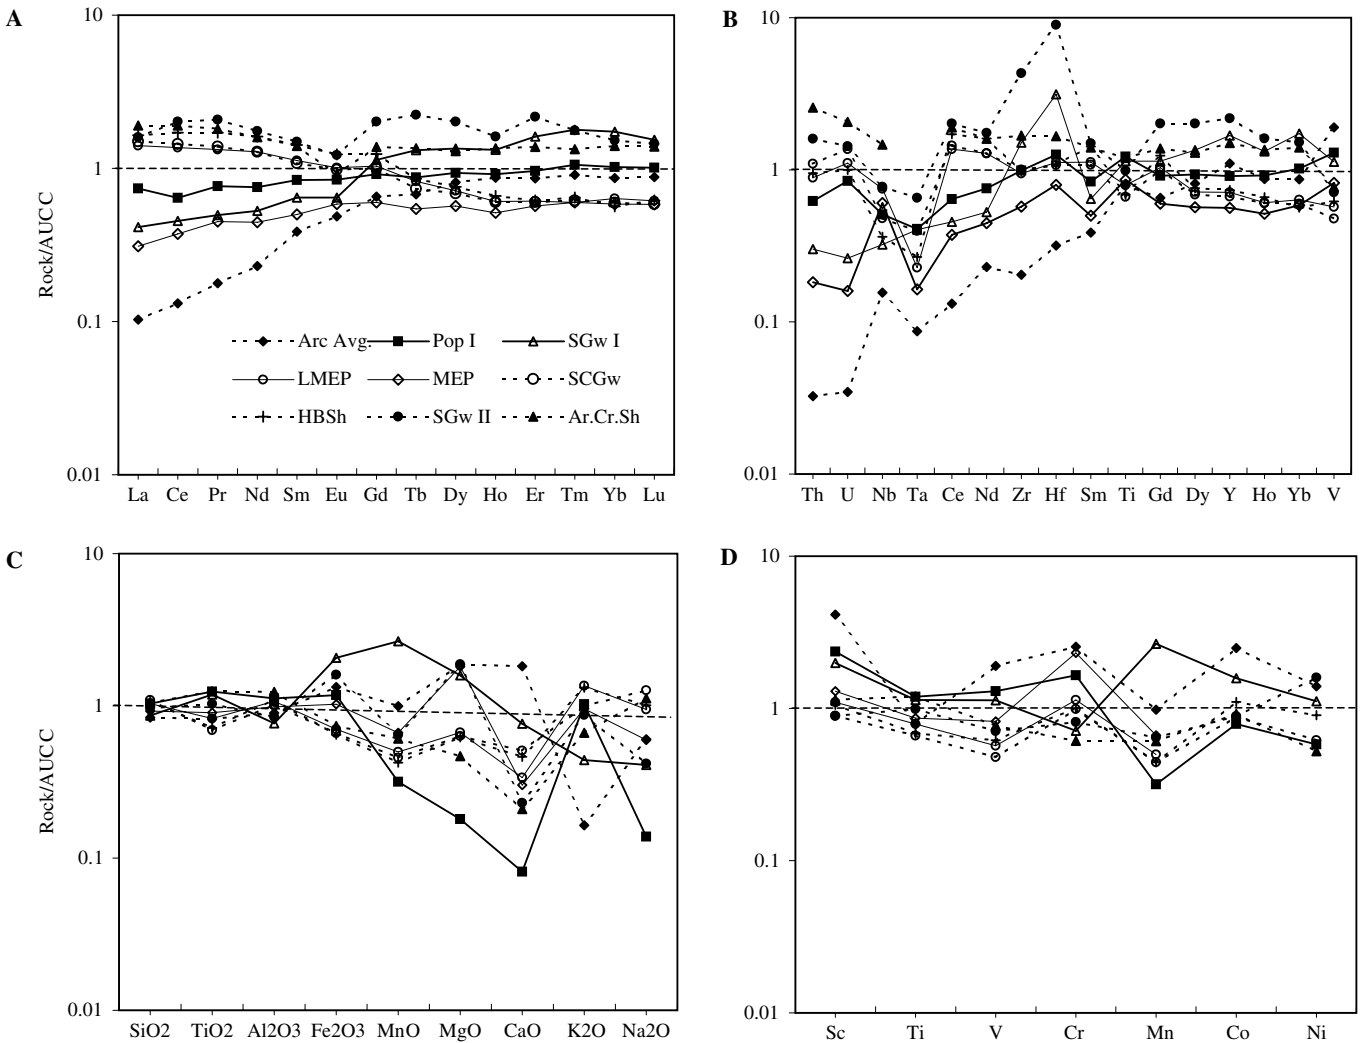 A
10
1
0.1
0.01
Rock/AUCC
Arc Avg. Pop I SGw I
LMEP MEP SCGw
HBSh SGw II Ar.Cr.Sh
La Ce Pr Nd Sm Eu Gd Tb Dy Ho Er Tm Yb Lu
B
10
1
0.1
0.01
Th U Nb Ta Ce Nd Zr Hf Sm Ti Gd Dy Y Ho Yb V
C
10
1
0.1
0.01
Rock/AUCC
SiO2 TiO2 Al2O3 Fe2O3 MnO MgO CaO K2O Na2O
D
10
1
0.1
0.01
Sc Ti V Cr Mn Co Ni